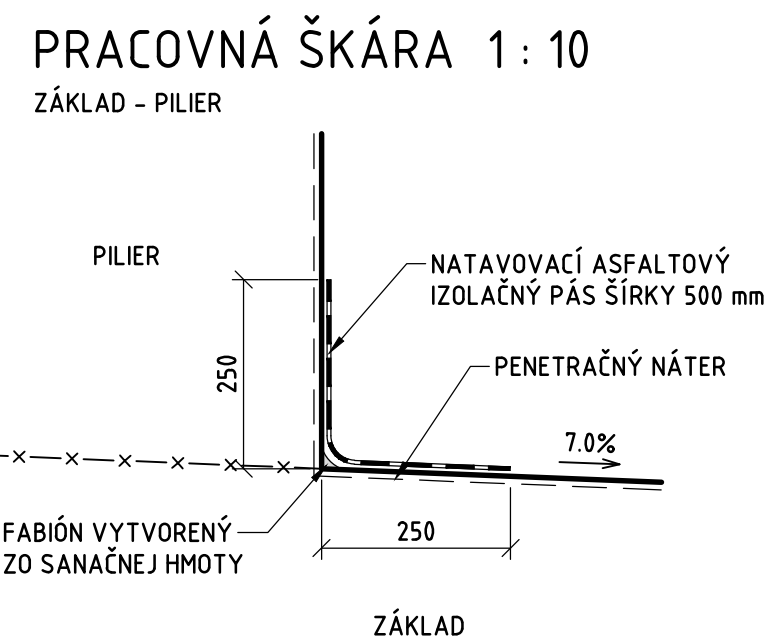 PRACOVNÁ ŠKÁRA 1 : 10
ZÁKLAD - PILIER
PILIER
NATAVOVACÍ ASFALTOVÝ
IZOLAČNÝ PÁS ŠÍRKY 500 mm
250
PENETRAČNÝ NÁTER
7.0%
FABIÓN VYTVORENÝ
ZO SANAČNEJ HMOTY
250
ZÁKLAD